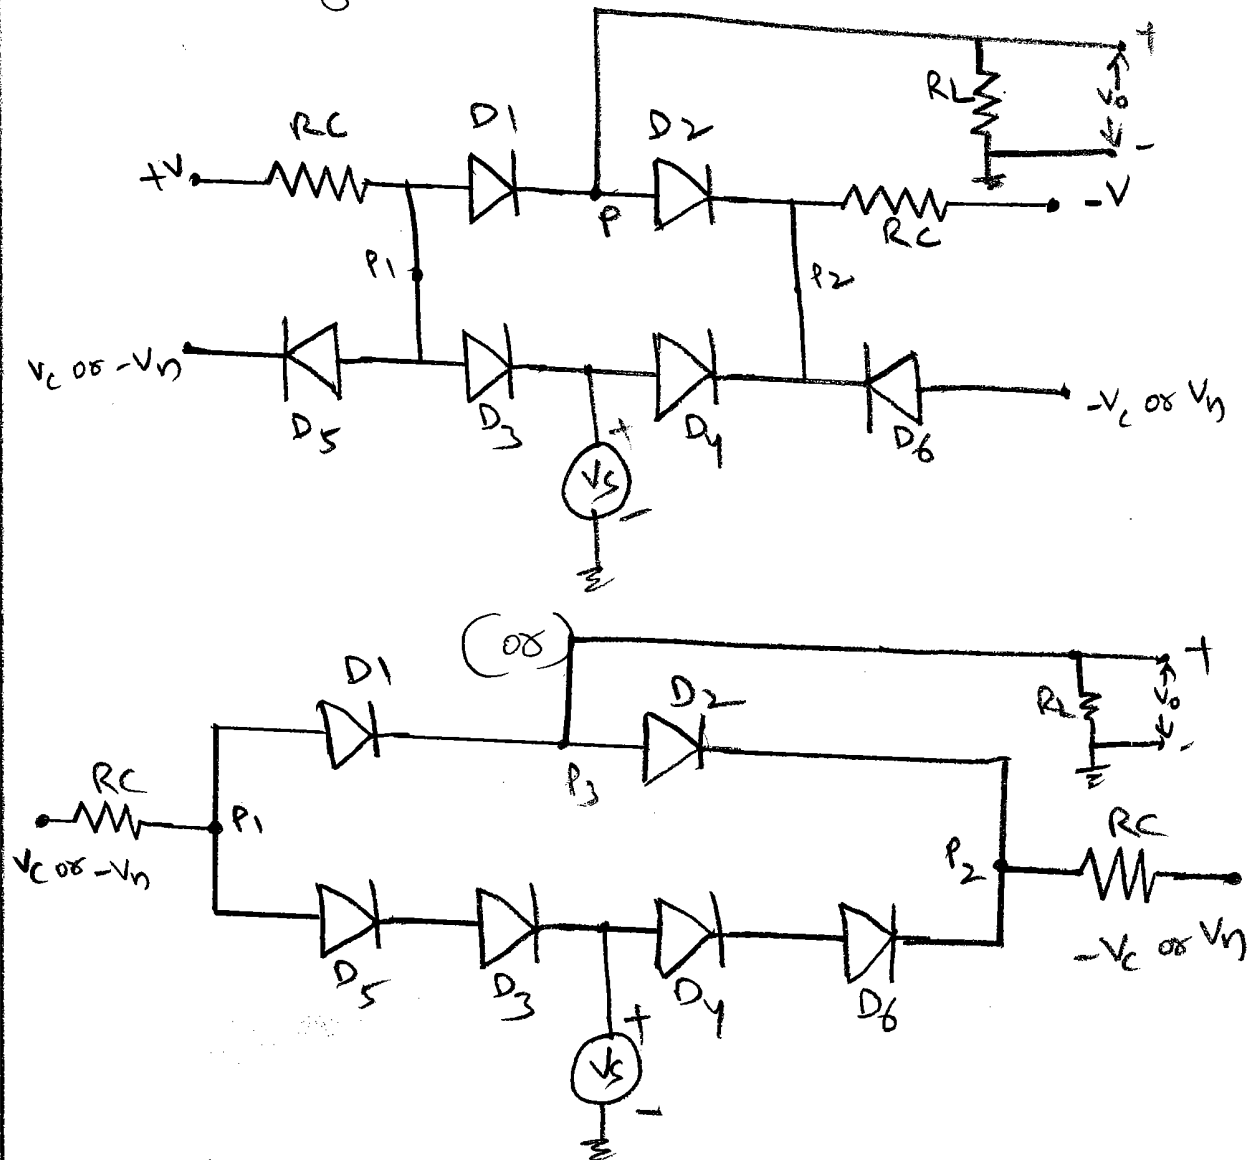 +
RL
Vo
-
RC
D1
D2
+V
P
RC
-V
P1
P2
Vc or -Vn
D5
D3
D4
D6
-Vc or Vn
+
Vs
-
(or)
+
D1
D2
RL
Vo
-
P3
RC
P1
P2
RC
Vc or -Vn
-Vc or Vn
D5
D3
D4
D6
+
Vs
-